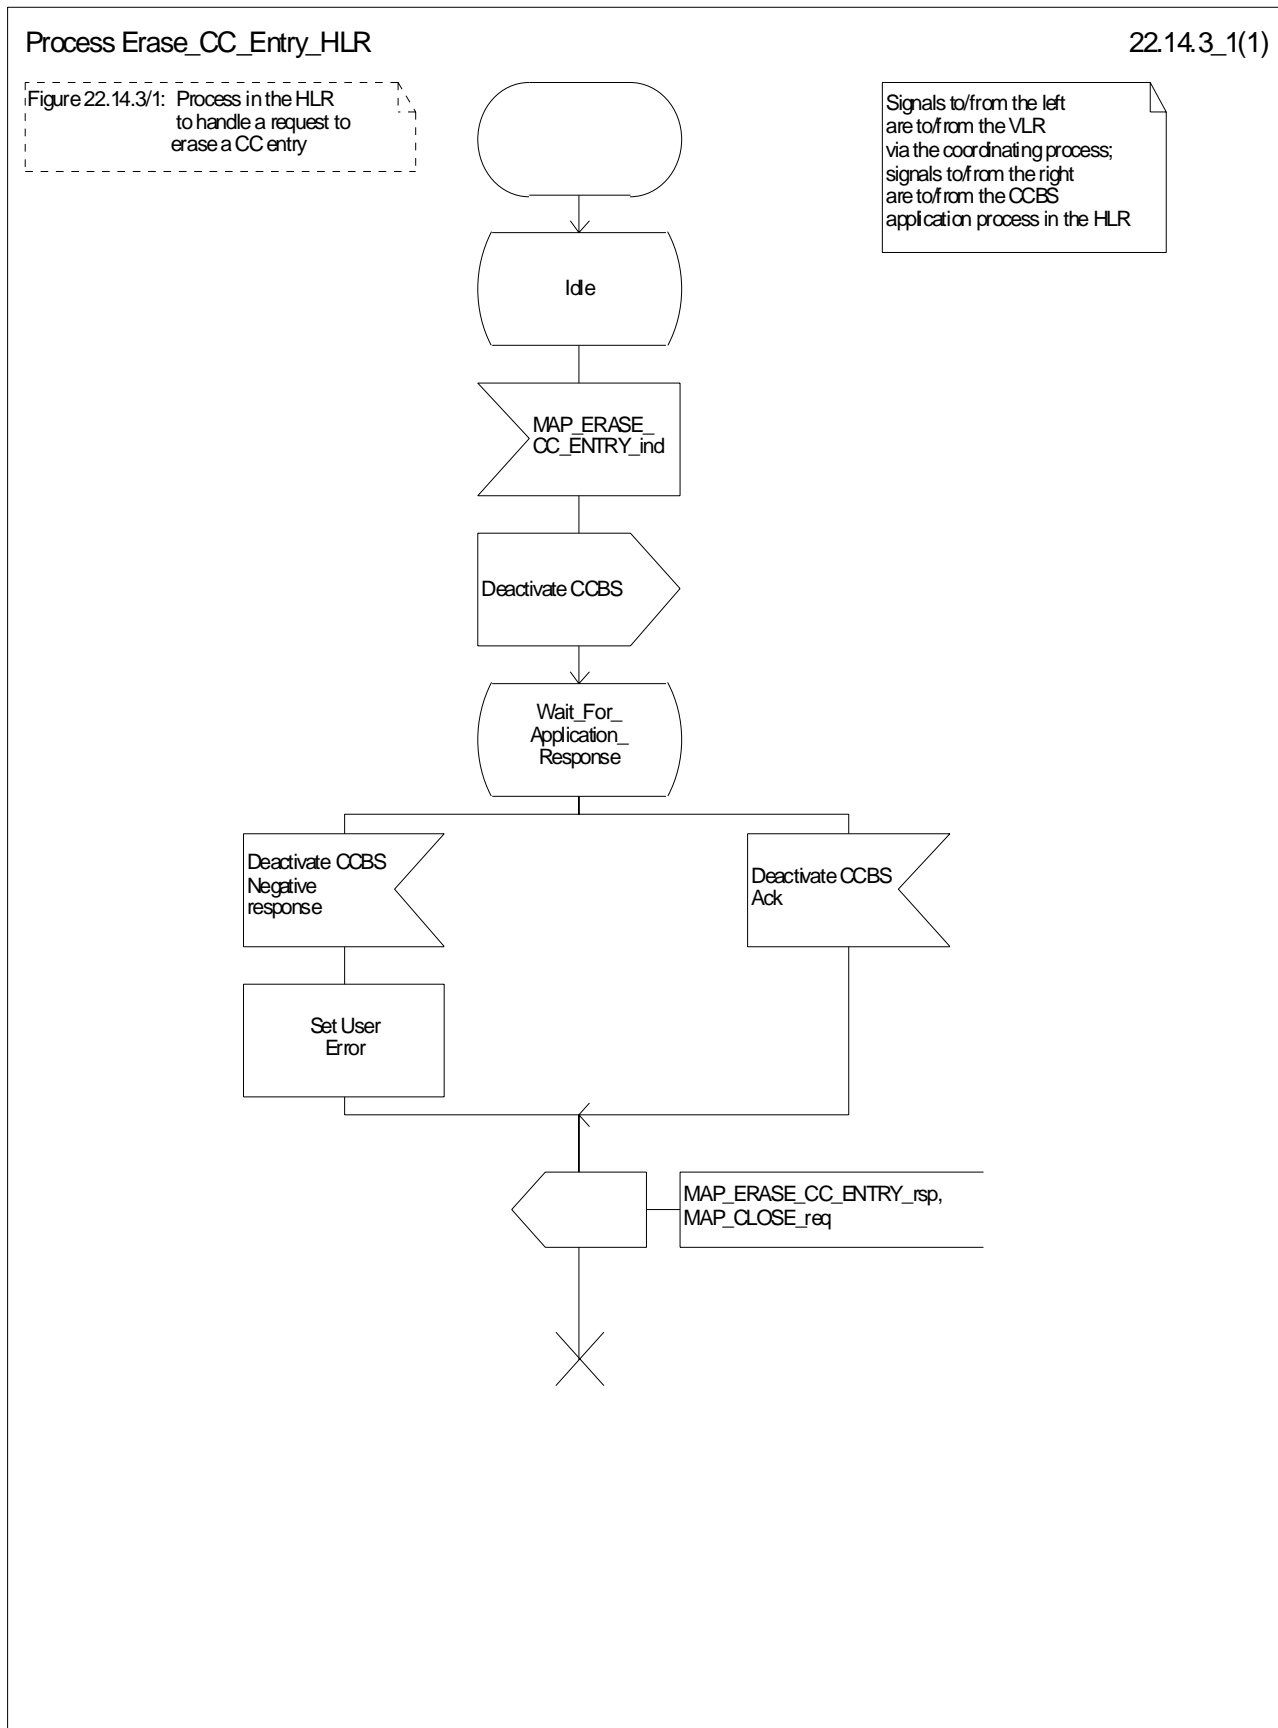 Process Erase_CC_Entry_HLR
22.14.3_1(1)
Figure 22.14.3/1: Process in the HLR
to handle a request to
erase a CC entry
Signals to/from the left
are to/from the VLR
via the coordinating process;
signals to/from the right
are to/from the CCBS
application process in the HLR
Idle
MAP_ERASE_
CC_ENTRY_ind
Deactivate CCBS
Wait_For_
Application_
Response
Deactivate CCBS
Negative
response
Deactivate CCBS
Ack
Set User
Error
MAP_ERASE_CC_ENTRY_rsp,
MAP_CLOSE_req